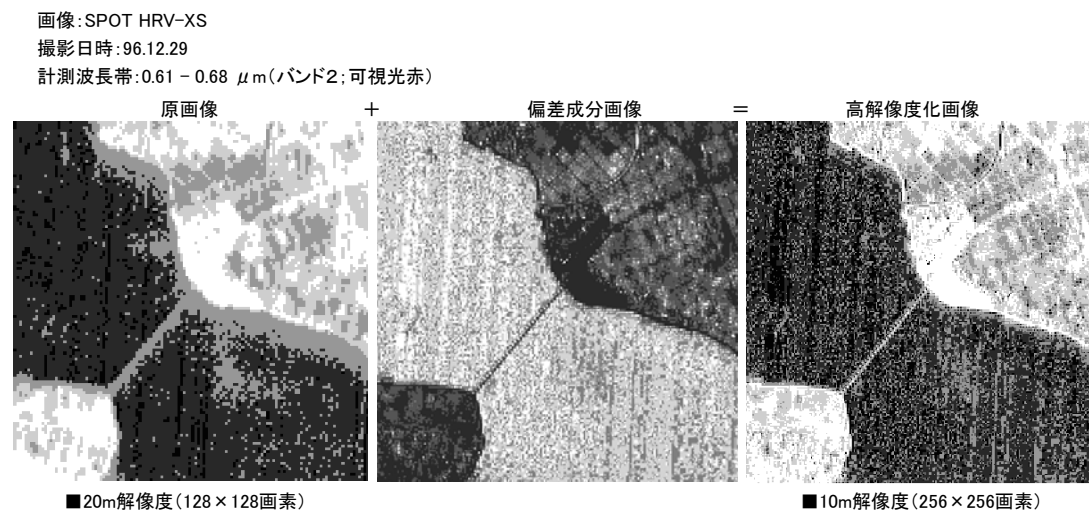 画像:SPOT HRV-XS
撮影日時:96.12.29
計測波長帯:0.61 - 0.68 μm(バンド2;可視光赤)
原画像 + 偏差成分画像 = 高解像度化画像
■20m解像度(128×128画素) ■10m解像度(256×256画素)